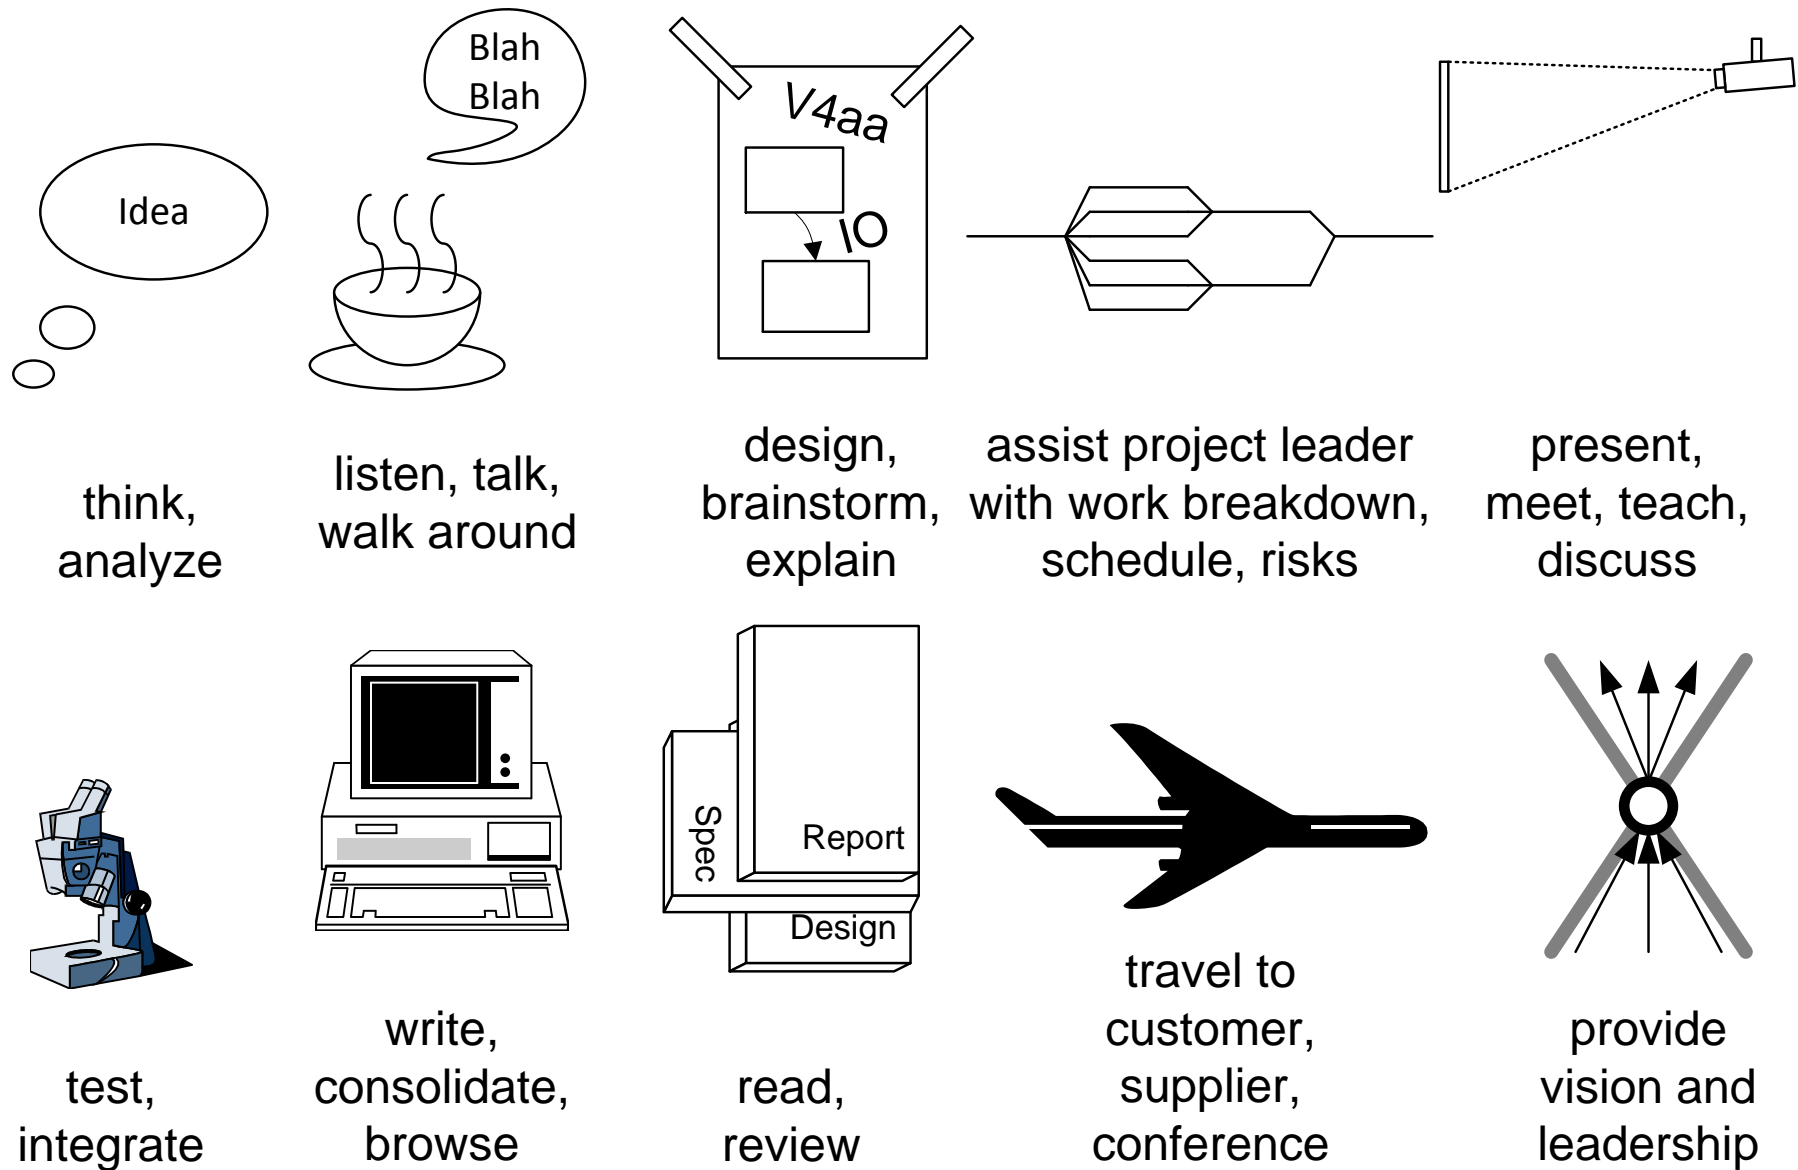 Blah
Blah
Idea
V4aa
IO
think,
analyze
listen, talk,
walk around
design,
brainstorm,
explain
assist project leader
with work breakdown,
schedule, risks
present,
meet, teach,
discuss
Spec
Report
Design
test,
integrate
write,
consolidate,
browse
read,
review
travel to
customer,
supplier,
conference
provide
vision and
leadership